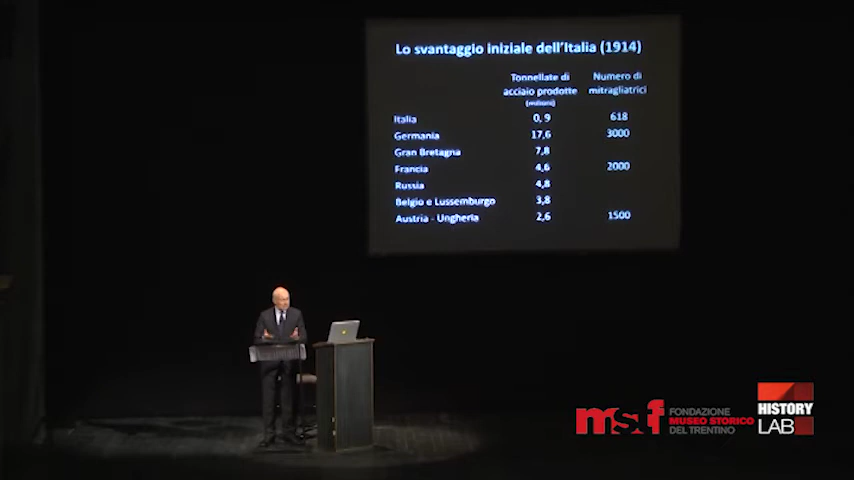 Lo svantaggio iniziale dell'Italia (1914)
Tonnellate di acciaio prodotte (milioni)
Numero di mitragliatrici
Italia 0, 9 618
Germania 17,6 3000
Gran Bretagna 7,8
Francia 4,6 2000
Russia 4,8
Belgio e Lussemburgo 3,8
Austria - Ungheria 2,6 1500
msf FONDAZIONE
MUSEO STORICO
DEL TRENTINO
HISTORY
LAB